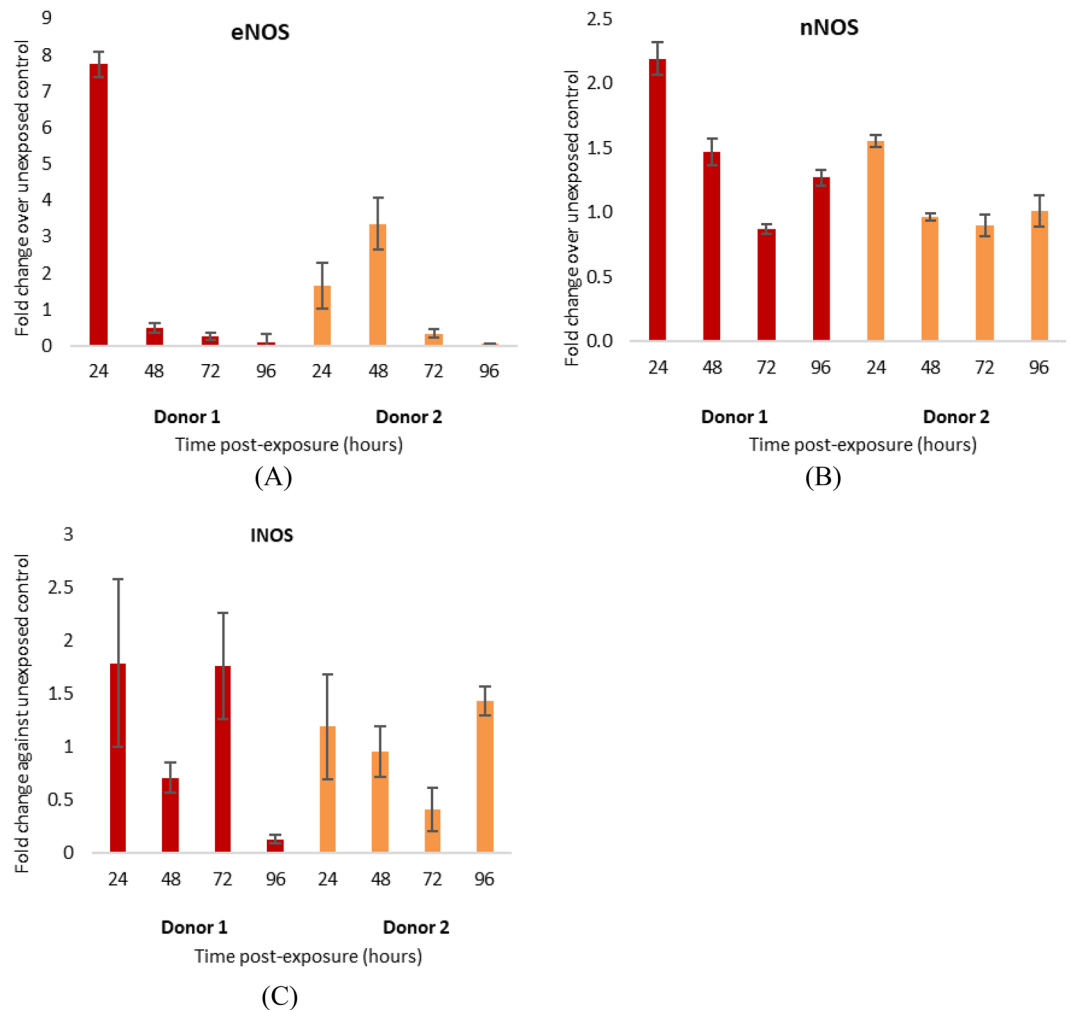 eNOS
Fold change over unexposed control
9
8
7
6
5
4
3
2
1
0
24 48 72 96 24 48 72 96
Donor 1 Donor 2
Time post-exposure (hours)
(A)
nNOS
Fold change over unexposed control
2.5
2.0
1.5
1.0
0.5
0.0
24 48 72 96 24 48 72 96
Donor 1 Donor 2
Time post-exposure (hours)
(B)
INOS
Fold change against unexposed control
3
2.5
2
1.5
1
0.5
0
24 48 72 96 24 48 72 96
Donor 1 Donor 2
Time post-exposure (hours)
(C)